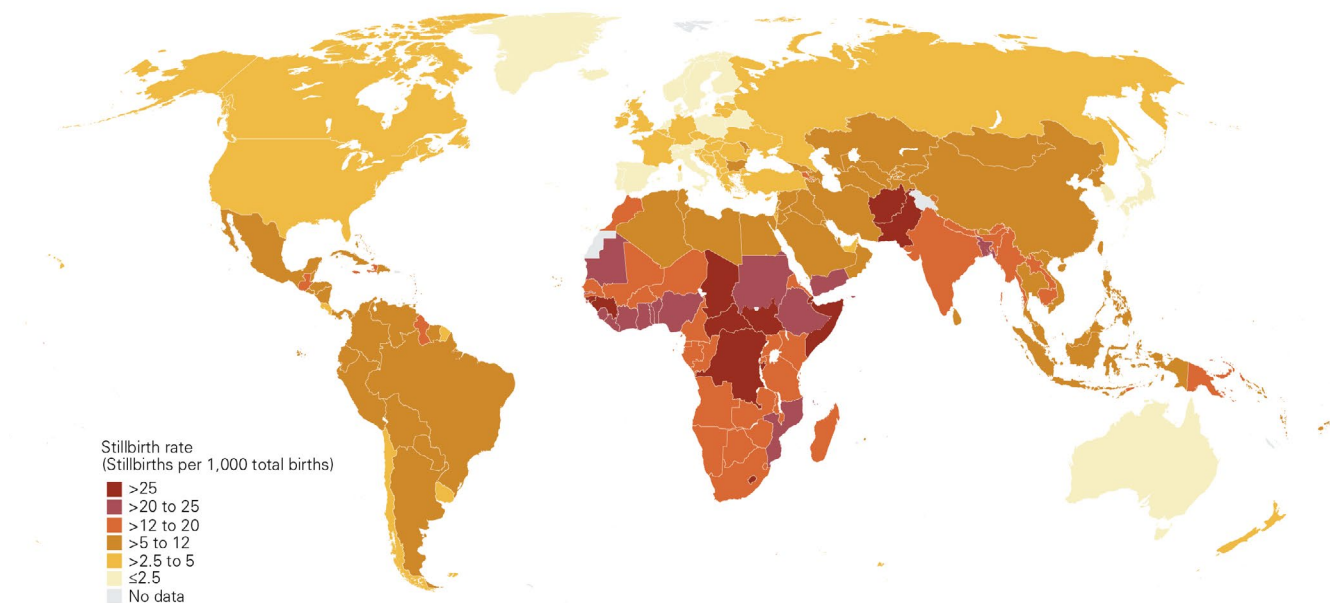 Stillbirth rate
(Stillbirths per 1,000 total births)
>25
>20 to 25
>12 to 20
>5 to 12
>2.5 to 5
≤2.5
No data